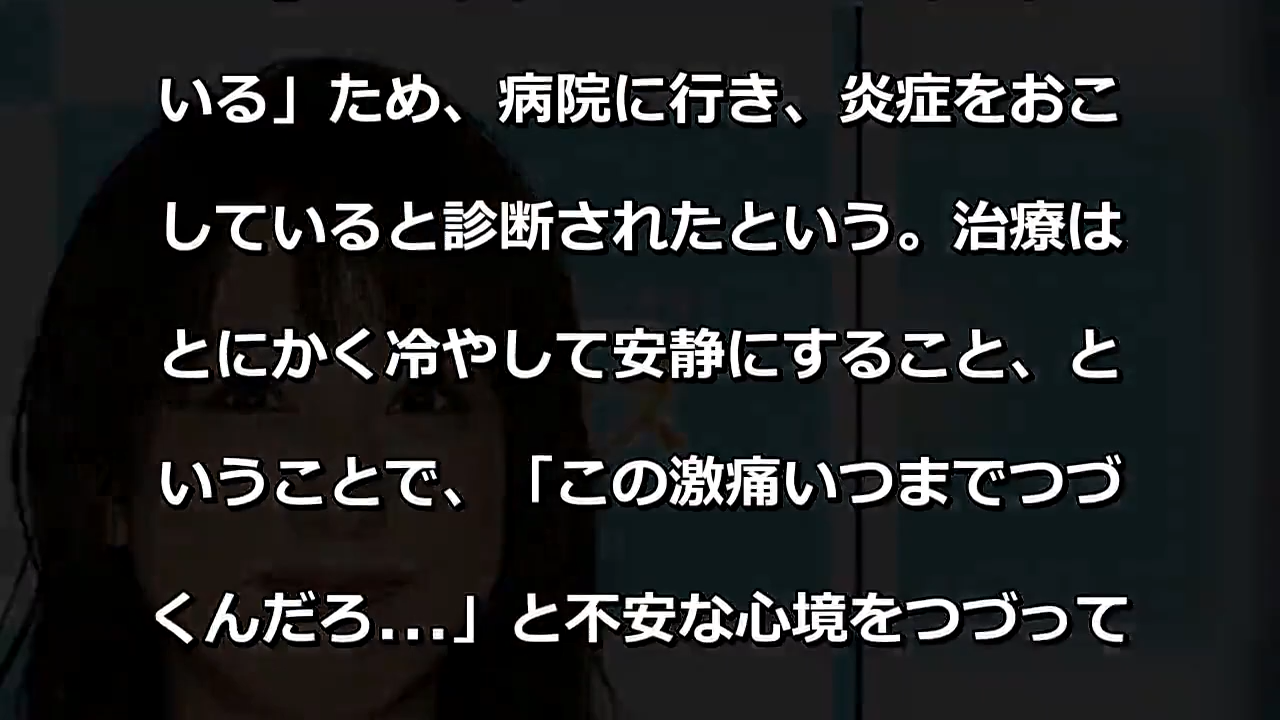 いる」ため、病院に行き、炎症をおこ
していると診断されたという。治療は
とにかく冷やして安静にすること、と
いうことで、「この激痛いつまでつづ
くんだろ...」と不安な心境をつづって